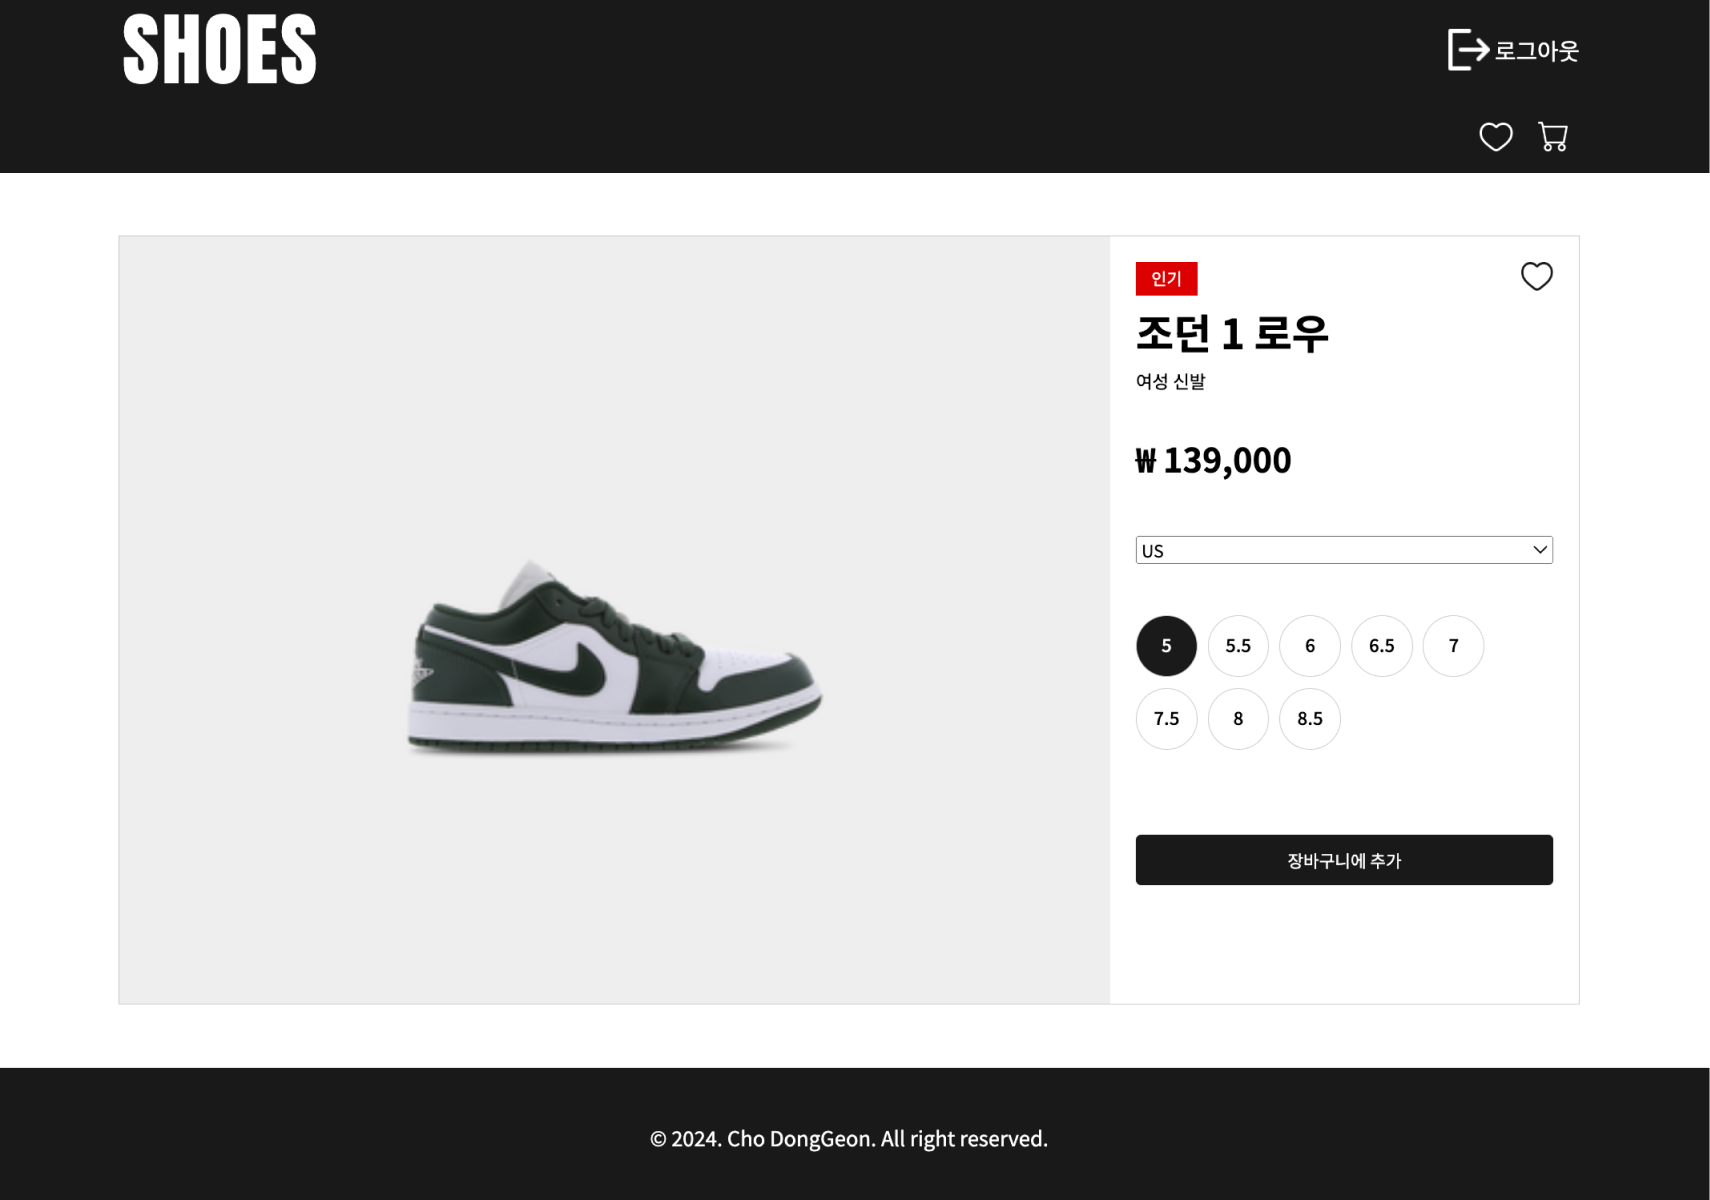 SHOES
로그아웃
인기
조던 1 로우
여성 신발
₩ 139,000
US
5 5.5 6 6.5 7
7.5 8 8.5
장바구니에 추가
© 2024. Cho DongGeon. All right reserved.